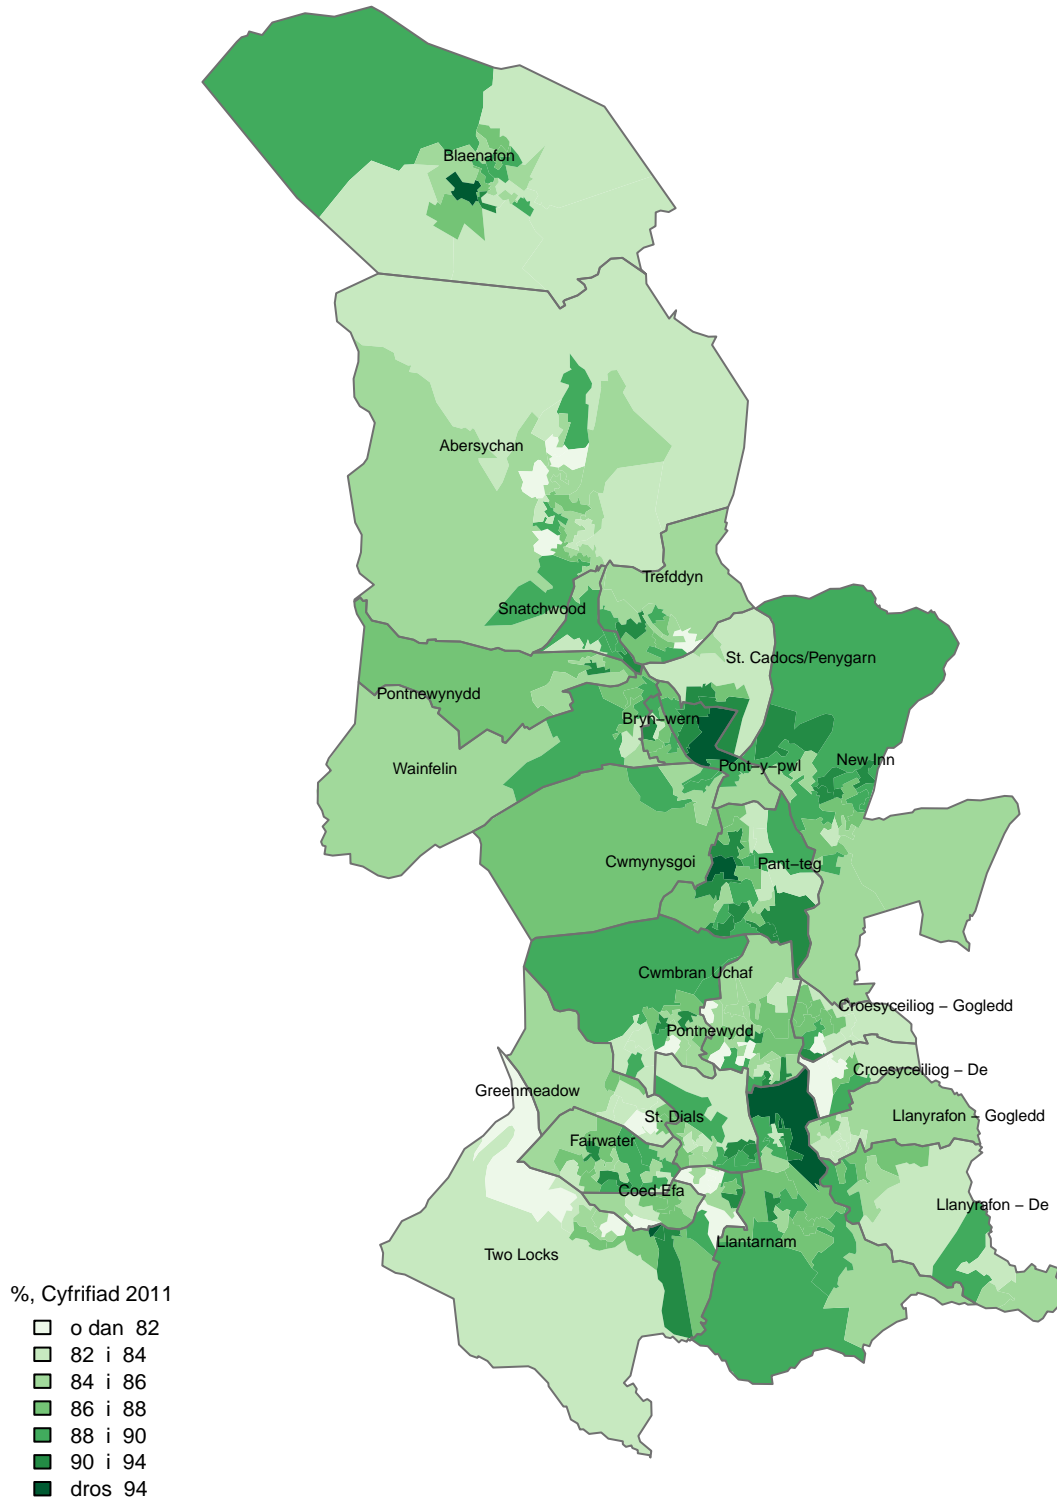 Blaenafon
Abersychan
Trefddyn
Snatchwood
St. Cadocs/Penygarn
Pontnewynydd
Bryn−wern
Wainfelin
Pont−y−pwl
New Inn
Cwmynysgoi
Pant−teg
Cwmbran Uchaf
Croesyceiliog − Gogledd
Pontnewydd
Croesyceiliog − De
Greenmeadow
St. Dials
Llanyrafon − Gogledd
Fairwater
Coed Efa
Llanyrafon − De
Llantarnam
Two Locks
%, Cyfrifiad 2011
o dan 82
82 i 84
84 i 86
86 i 88
88 i 90
90 i 94
dros 94